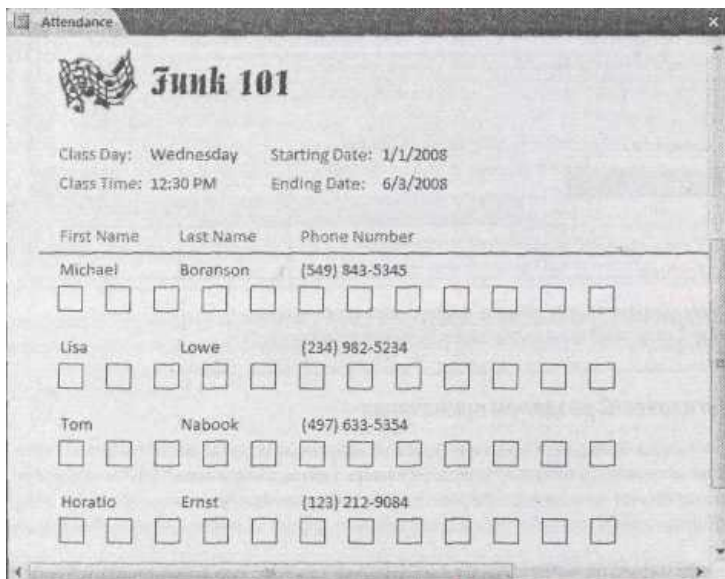 Attendance
Funk 101
Class Day: Wednesday Starting Date: 1/1/2008
Class Time: 12:30 PM Ending Date: 6/3/2008
First Name Last Name Phone Number
Michael Boranson (549) 843-5345
Lisa Lowe (234) 982-5234
Tom Nabook (497) 633-5354
Horatio Ernst (123) 212-9084